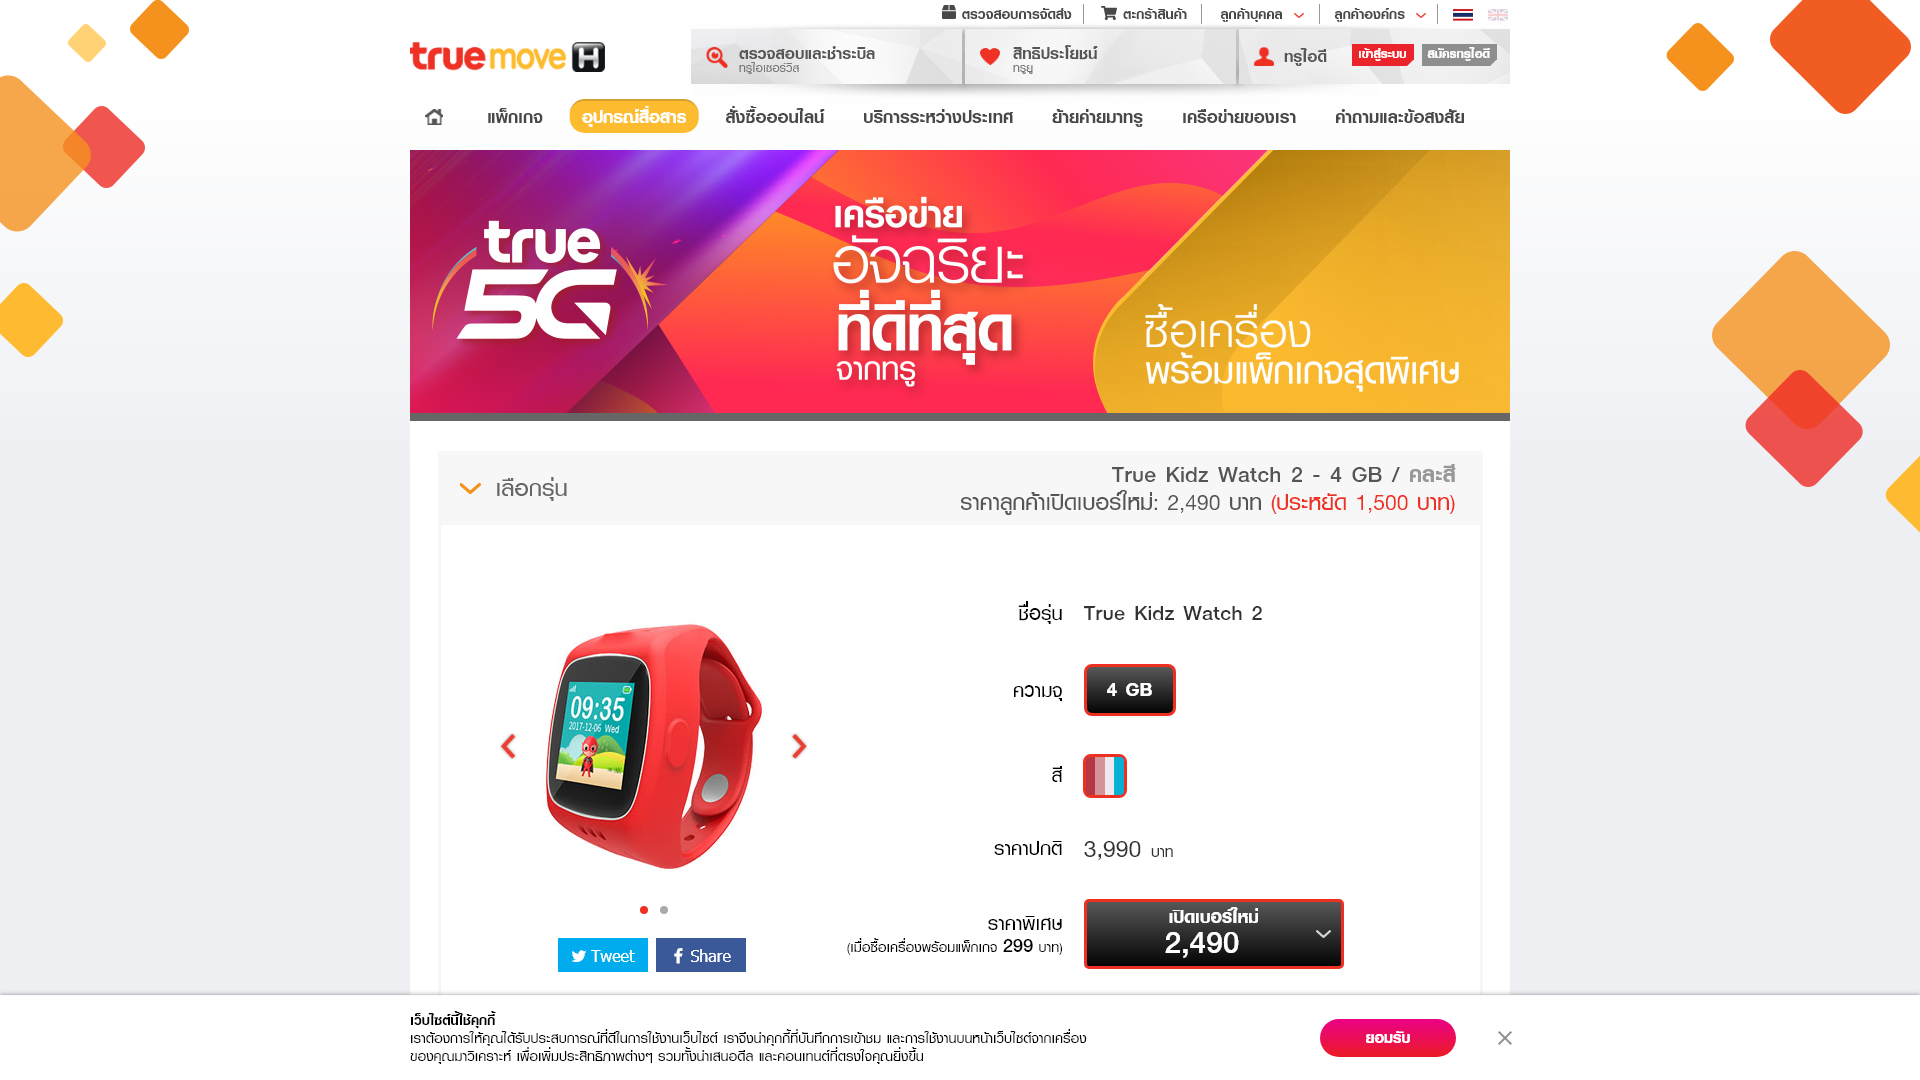 ตรวจสอบการจัดส่ง
ตะกร้าสินค้า
ลูกค้าบุคคล
ลูกค้าองค์กร
true move H
ตรวจสอบและชำระบิล
ทรูไอเซอร์วิส
สิทธิประโยชน์
ทรูยู
ทรูไอดี
เข้าสู่ระบบ
สมัครทรูไอดี
แพ็กเกจ
อุปกรณ์สื่อสาร
สั่งซื้อออนไลน์
บริการระหว่างประเทศ
ย้ายค่ายมาทรู
เครือข่ายของเรา
คำถามและข้อสงสัย
true
5G
เครือข่าย
อัจฉริยะ
ที่ดีที่สุด
จากทรู
ซื้อเครื่อง
พร้อมแพ็กเกจสุดพิเศษ
เลือกรุ่น
True Kidz Watch 2 - 4 GB / คละสี
ราคาลูกค้าเปิดเบอร์ใหม่: 2,490 บาท (ประหยัด 1,500 บาท)
09:35
2017-12-06 Wed
ชื่อรุ่น True Kidz Watch 2
ความจุ 4 GB
สี
ราคาปกติ 3,990 บาท
ราคาพิเศษ
(เมื่อซื้อเครื่องพร้อมแพ็กเกจ 299 บาท)
เปิดเบอร์ใหม่
2,490
Tweet
Share
เว็บไซต์นี้ใช้คุกกี้
เราต้องการให้คุณได้รับประสบการณ์ที่ดีในการใช้งานเว็บไซต์ เราจึงนำคุกกี้ที่บันทึกการเข้าชม และการใช้งานบนหน้าเว็บไซต์จากเครื่อง
ของคุณมาวิเคราะห์ เพื่อเพิ่มประสิทธิภาพต่างๆ รวมทั้งนำเสนอดีล และคอนเทนต์ที่ตรงใจคุณยิ่งขึ้น
ยอมรับ